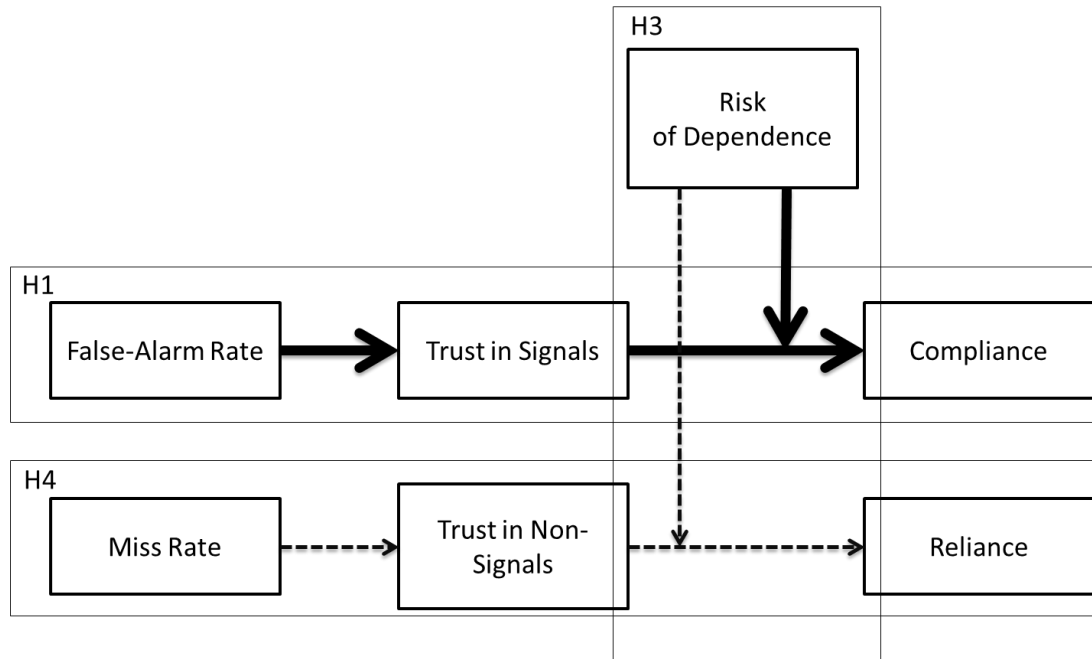 H3
Risk
of Dependence
H1
False-Alarm Rate
Trust in Signals
Compliance
H4
Miss Rate
Trust in Non-
Signals
Reliance